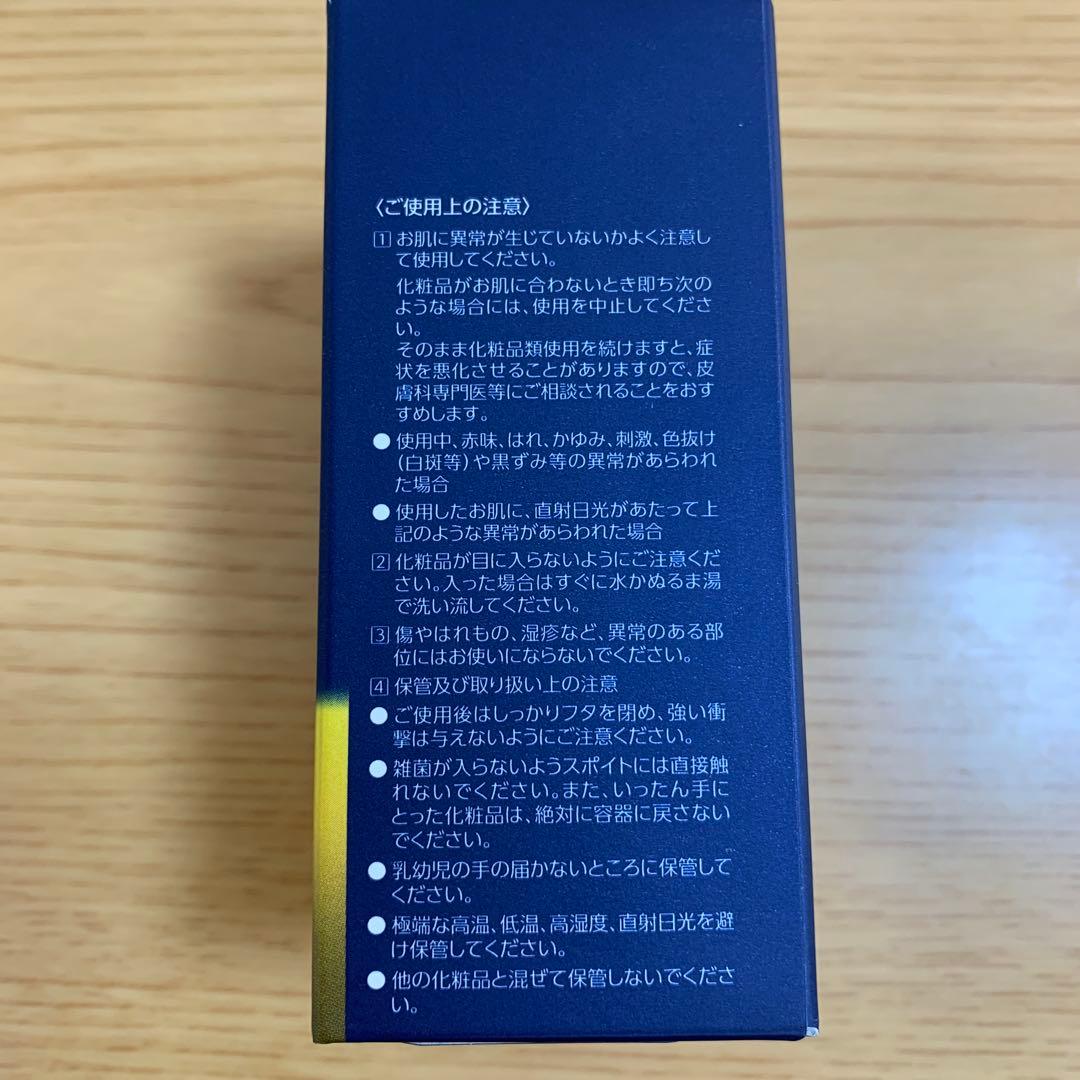 〈ご使用上の注意〉
1 お肌に異常が生じていないかよく注意し
て使用してください。
化粧品がお肌に合わないとき即ち次の
ような場合には、使用を中止してくださ
い。
そのまま化粧品類使用を続けますと、症
状を悪化させることがありますので、皮
膚科専門医等にご相談されることをおす
すめします。
● 使用中、赤味、はれ、かゆみ、刺激、色抜け
（白斑等）や黒ずみ等の異常があらわれ
た場合
● 使用したお肌に、直射日光があたって上
記のような異常があらわれた場合
2 化粧品が目に入らないようにご注意くだ
さい。入った場合はすぐに水かぬるま湯
で洗い流してください。
3 傷やはれもの、湿疹など、異常のある部
位にはお使いにならないでください。
4 保管及び取り扱い上の注意
● ご使用後はしっかりフタを閉め、強い衝
撃は与えないようにご注意ください。
● 雑菌が入らないようスポイトには直接触
れないでください。また、いったん手に
とった化粧品は、絶対に容器に戻さない
でください。
● 乳幼児の手の届かないところに保管して
ください。
● 極端な高温、低温、高湿度、直射日光を避
け保管してください。
● 他の化粧品と混ぜて保管しないでくださ
い。